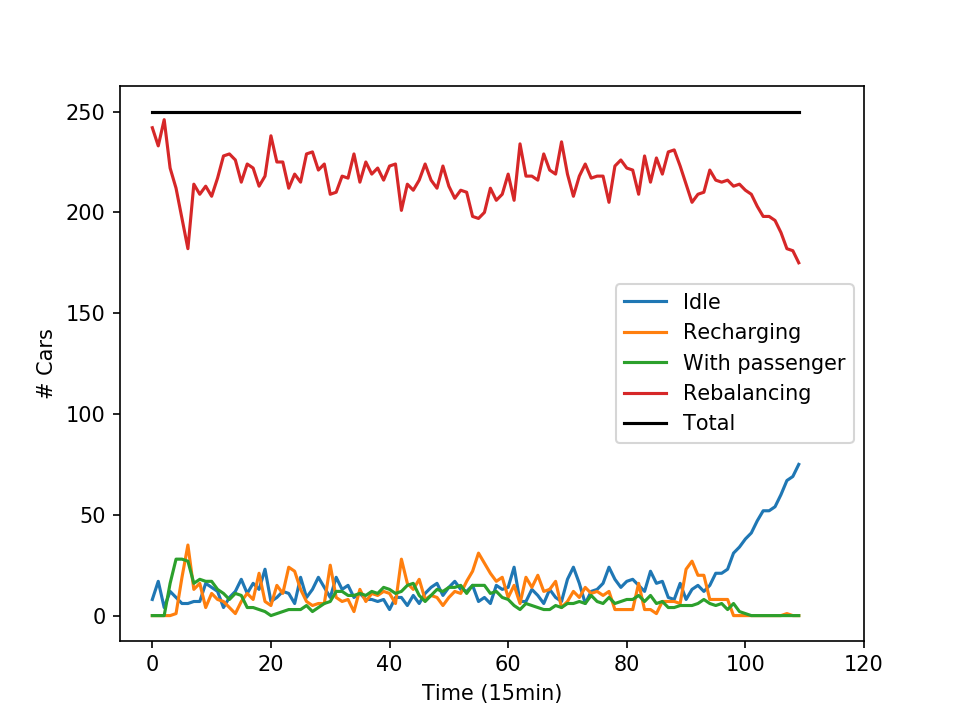 250
200
150
100
50
0
# Cars
Idle
Recharging
With passenger
Rebalancing
Total
0 20 40 60 80 100 120
Time (15min)